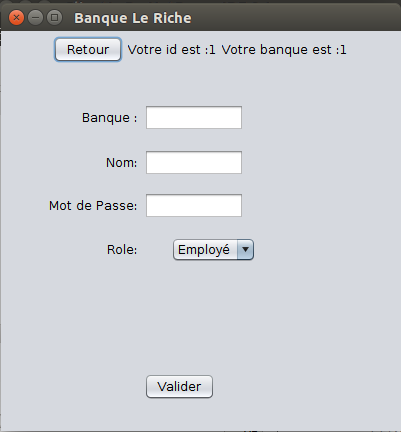 Banque Le Riche
Retour Votre id est :1 Votre banque est :1
Banque :
Nom:
Mot de Passe:
Role: Employé
Valider